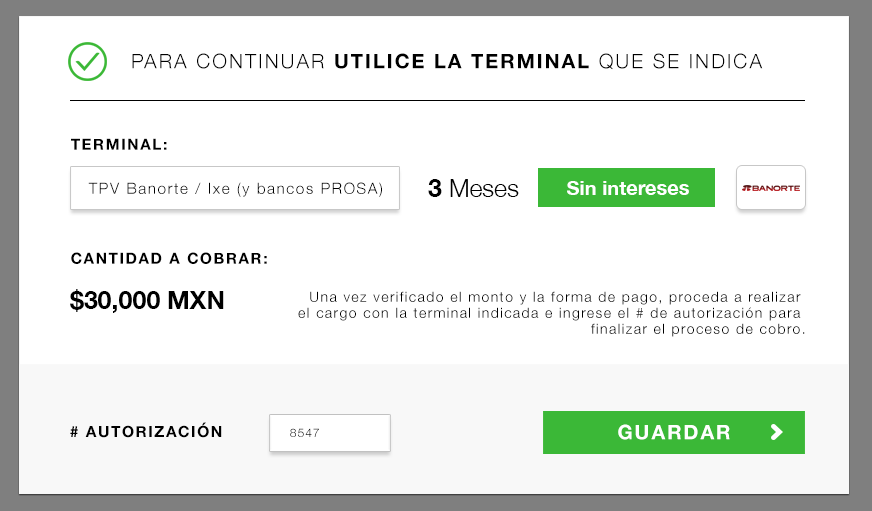 PARA CONTINUAR UTILICE LA TERMINAL QUE SE INDICA
TERMINAL:
TPV Banorte / Ixe (y bancos PROSA)
3 Meses
Sin intereses
BANORTE
CANTIDAD A COBRAR:
$30,000 MXN
Una vez verificado el monto y la forma de pago, proceda a realizar
el cargo con la terminal indicada e ingrese el # de autorización para
finalizar el proceso de cobro.
# AUTORIZACIÓN
8547
GUARDAR